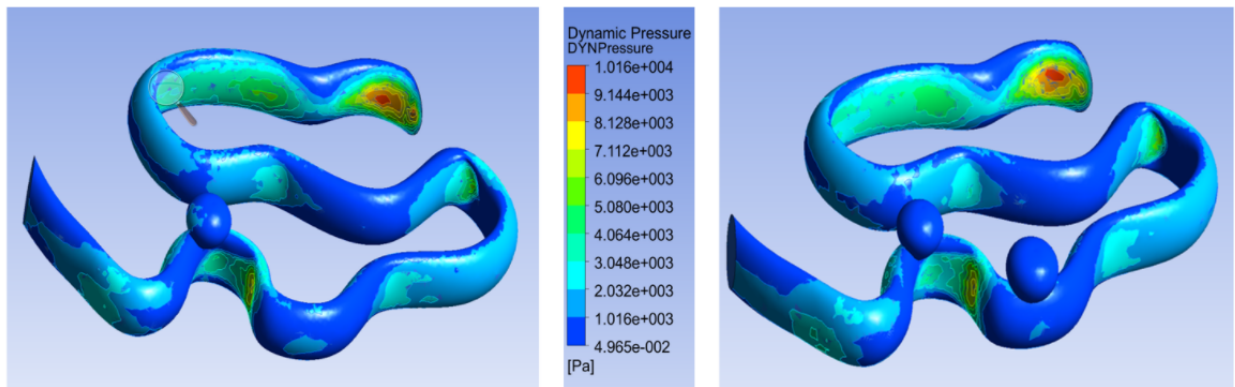 Dynamic Pressure
DYNPressure
1.016e+004
9.144e+003
8.128e+003
7.112e+003
6.096e+003
5.080e+003
4.064e+003
3.048e+003
2.032e+003
1.016e+003
4.965e-002
[Pa]